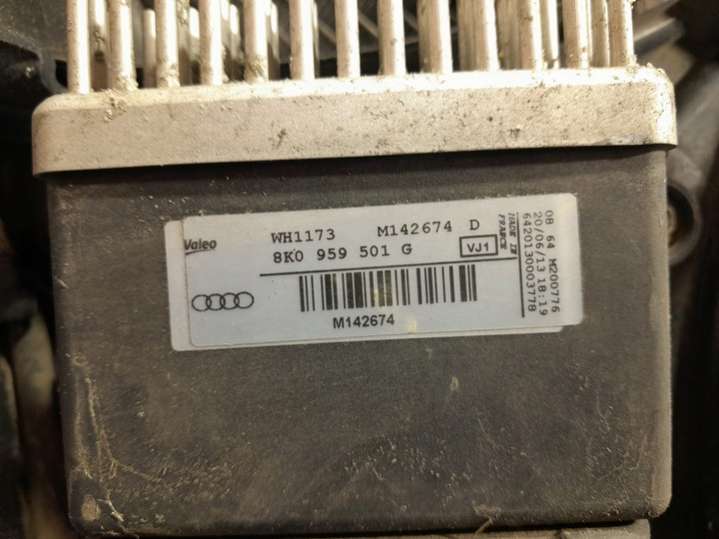 Valeo
WH1173 M142674 D
8K0 959 501 G VJ1
MADE IN
FRANCE
M142674
08 64 M200776
20/06/13 18:19
6420130003778